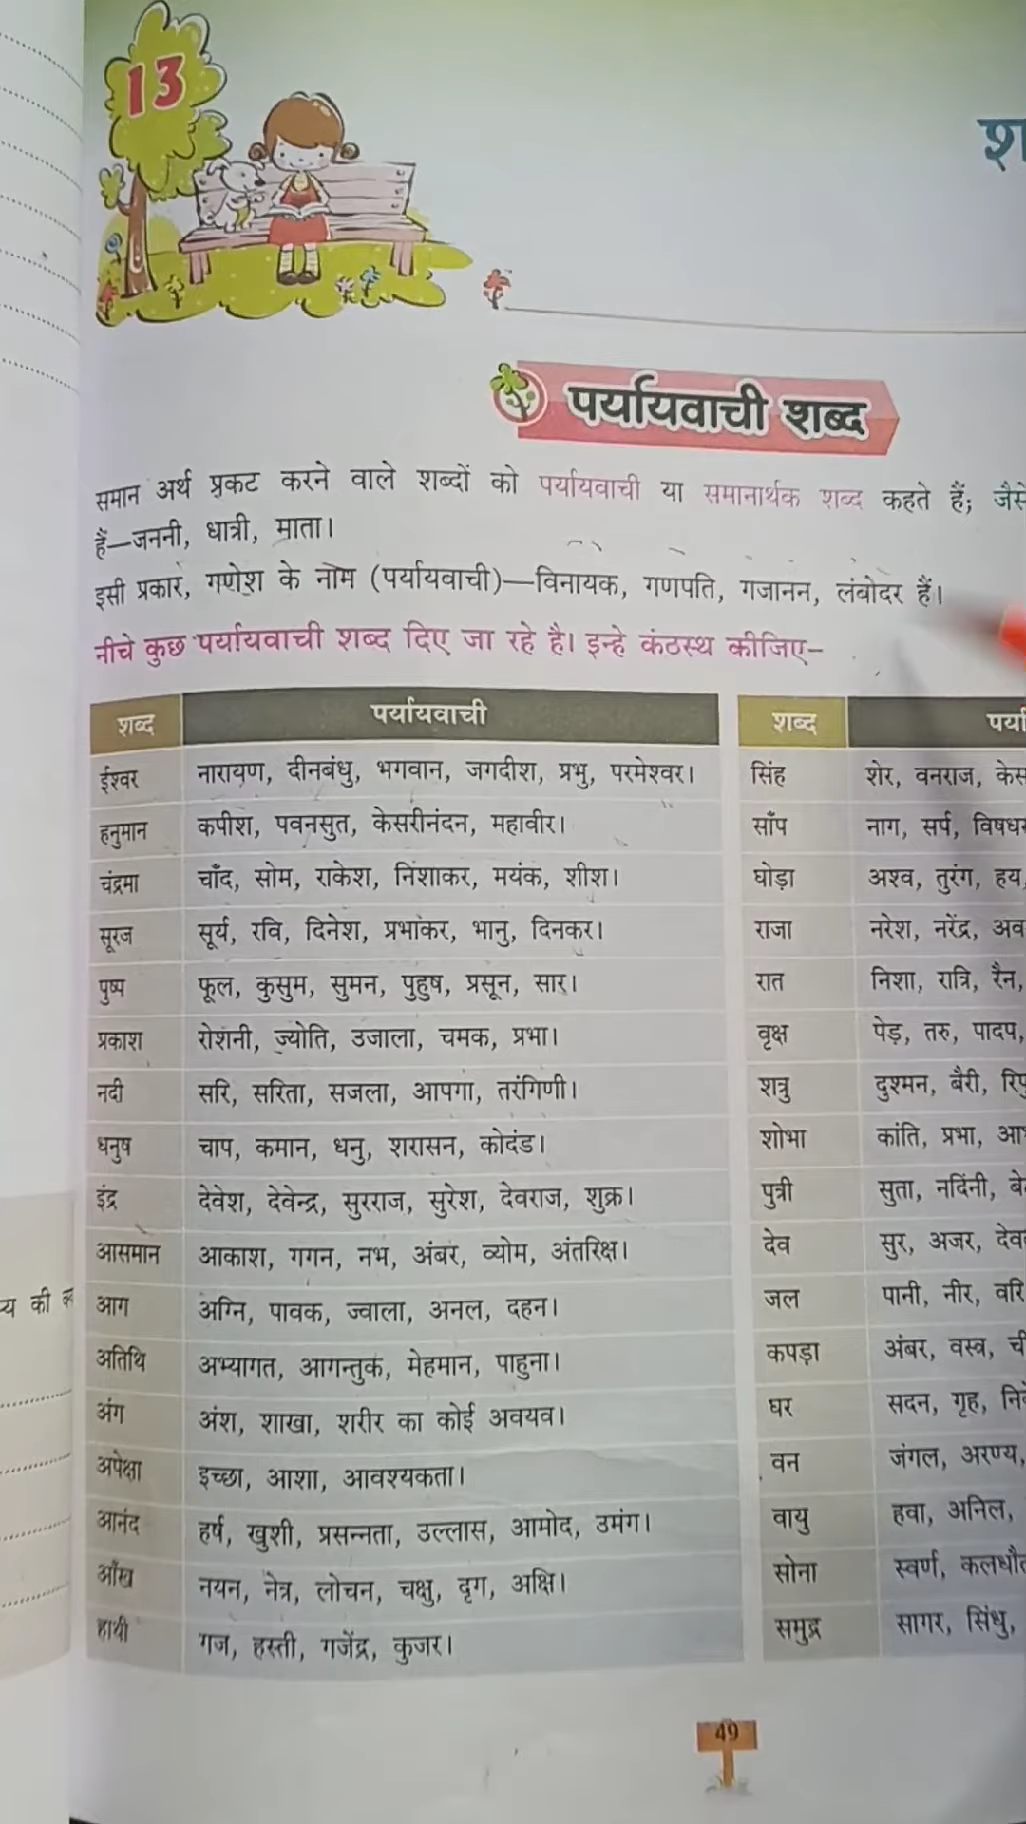 13
पर्यायवाची शब्द
समान अर्थ प्रकट करने वाले शब्दों को पर्यायवाची या समानार्थक शब्द कहते हैं; जैसे
हैं—जननी, धात्री, माता।
इसी प्रकार, गणेश के नाम (पर्यायवाची)—विनायक, गणपति, गजानन, लंबोदर हैं।
नीचे कुछ पर्यायवाची शब्द दिए जा रहे है। इन्हे कंठस्थ कीजिए–
शब्द पर्यायवाची
ईश्वर नारायण, दीनबंधु, भगवान, जगदीश, प्रभु, परमेश्वर।
हनुमान कपीश, पवनसुत, केसरीनंदन, महावीर।
चंद्रमा चाँद, सोम, राकेश, निशाकर, मयंक, शीश।
सूरज सूर्य, रवि, दिनेश, प्रभाकर, भानु, दिनकर।
पुष्प फूल, कुसुम, सुमन, पुहुष, प्रसून, सार।
प्रकाश रोशनी, ज्योति, उजाला, चमक, प्रभा।
नदी सरि, सरिता, सजला, आपगा, तरंगिणी।
धनुष चाप, कमान, धनु, शरासन, कोदंड।
इंद्र देवेश, देवेन्द्र, सुरराज, सुरेश, देवराज, शुक्र।
आसमान आकाश, गगन, नभ, अंबर, व्योम, अंतरिक्ष।
आग अग्नि, पावक, ज्वाला, अनल, दहन।
अतिथि अभ्यागत, आगन्तुक, मेहमान, पाहुना।
अंग अंश, शाखा, शरीर का कोई अवयव।
अपेक्षा इच्छा, आशा, आवश्यकता।
आनंद हर्ष, खुशी, प्रसन्नता, उल्लास, आमोद, उमंग।
आँख नयन, नेत्र, लोचन, चक्षु, दृग, अक्षि।
हाथी गज, हस्ती, गजेंद्र, कुजर।
शब्द
सिंह शेर, वनराज,
साँप नाग, सर्प, विषधर
घोड़ा अश्व, तुरंग, हय,
राजा नरेश, नरेंद्र,
रात निशा, रात्रि, रैन,
वृक्ष पेड़, तरु, पादप,
शत्रु दुश्मन, बैरी,
शोभा कांति, प्रभा,
पुत्री सुता, नदिंनी,
देव सुर, अजर,
जल पानी, नीर,
कपड़ा अंबर, वस्त्र,
घर सदन, गृह,
वन जंगल, अरण्य,
वायु हवा, अनिल,
सोना स्वर्ण,
समुद्र सागर, सिंधु,
49